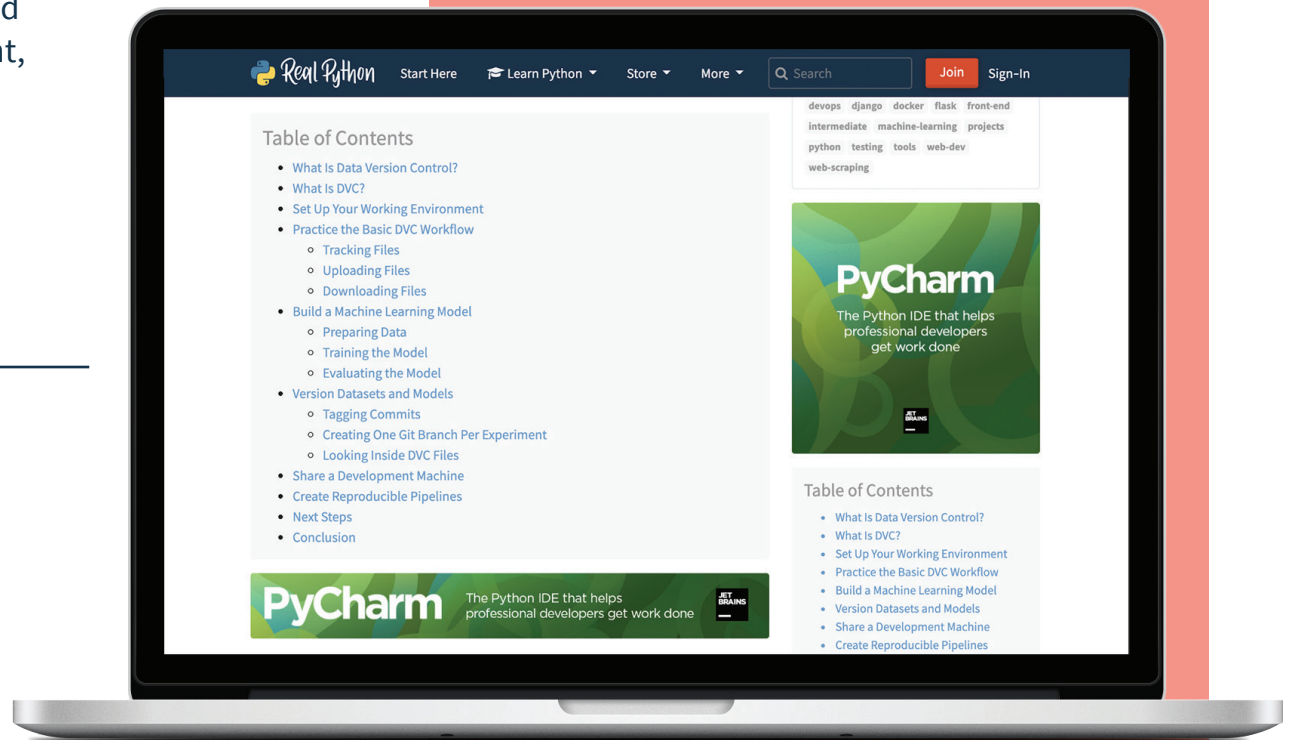 d
t,
Real Python
Start Here
Learn Python
Store
More
Search
Join
Sign-In
Table of Contents
What Is Data Version Control?
What Is DVC?
Set Up Your Working Environment
Practice the Basic DVC Workflow
Tracking Files
Uploading Files
Downloading Files
Build a Machine Learning Model
Preparing Data
Training the Model
Evaluating the Model
Version Datasets and Models
Tagging Commits
Creating One Git Branch Per Experiment
Looking Inside DVC Files
Share a Development Machine
Create Reproducible Pipelines
Next Steps
Conclusion
PyCharm
The Python IDE that helps
professional developers get work done
JET
BRAINS
devops django docker flask front-end
intermediate machine-learning projects
python testing tools web-dev
web-scraping
PyCharm
The Python IDE that helps
professional developers
get work done
JET
BRAINS
Table of Contents
What Is Data Version Control?
What Is DVC?
Set Up Your Working Environment
Practice the Basic DVC Workflow
Build a Machine Learning Model
Version Datasets and Models
Share a Development Machine
Create Reproducible Pipelines